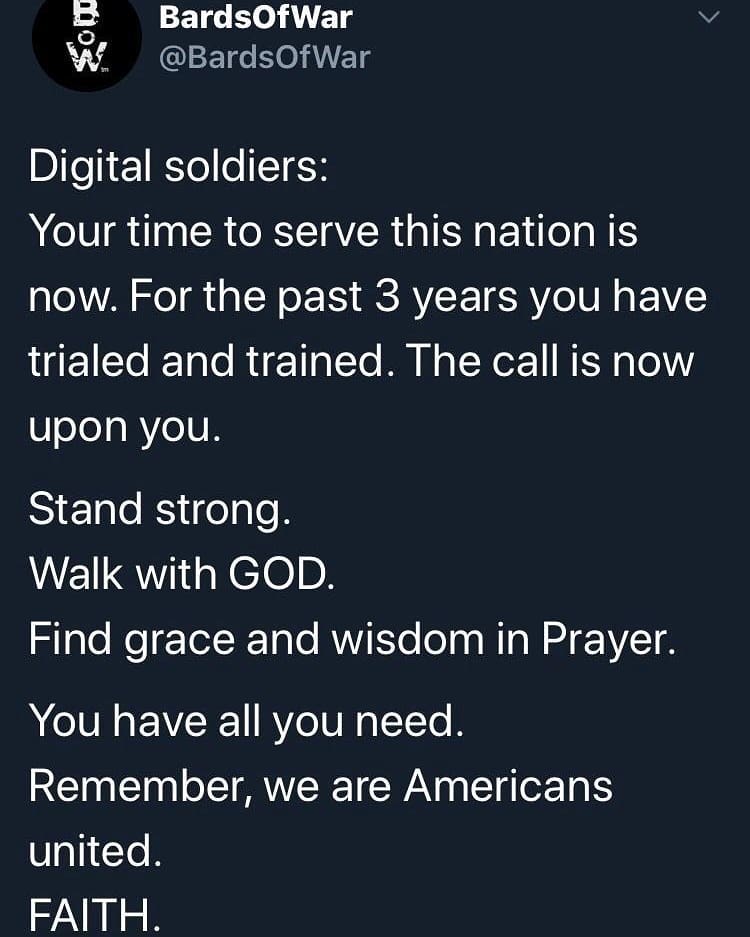 B
O
W
tm
BardsOfWar
@BardsOfWar
Digital soldiers:
Your time to serve this nation is
now. For the past 3 years you have
trialed and trained. The call is now
upon you.
Stand strong.
Walk with GOD.
Find grace and wisdom in Prayer.
You have all you need.
Remember, we are Americans
united.
FAITH.